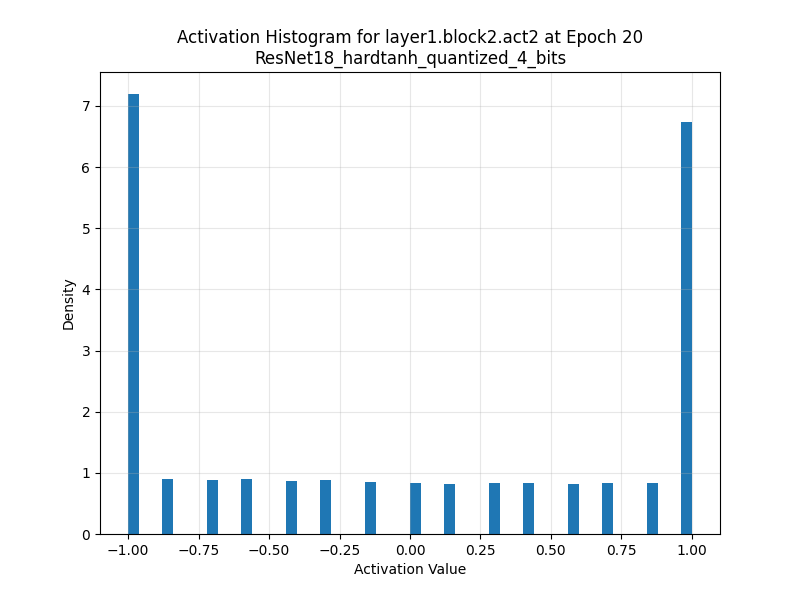 Activation Histogram for layer1.block2.act2 at Epoch 20
ResNet18_hardtanh_quantized_4_bits
Density
7
6
5
4
3
2
1
0
−1.00 −0.75 −0.50 −0.25 0.00 0.25 0.50 0.75 1.00
Activation Value